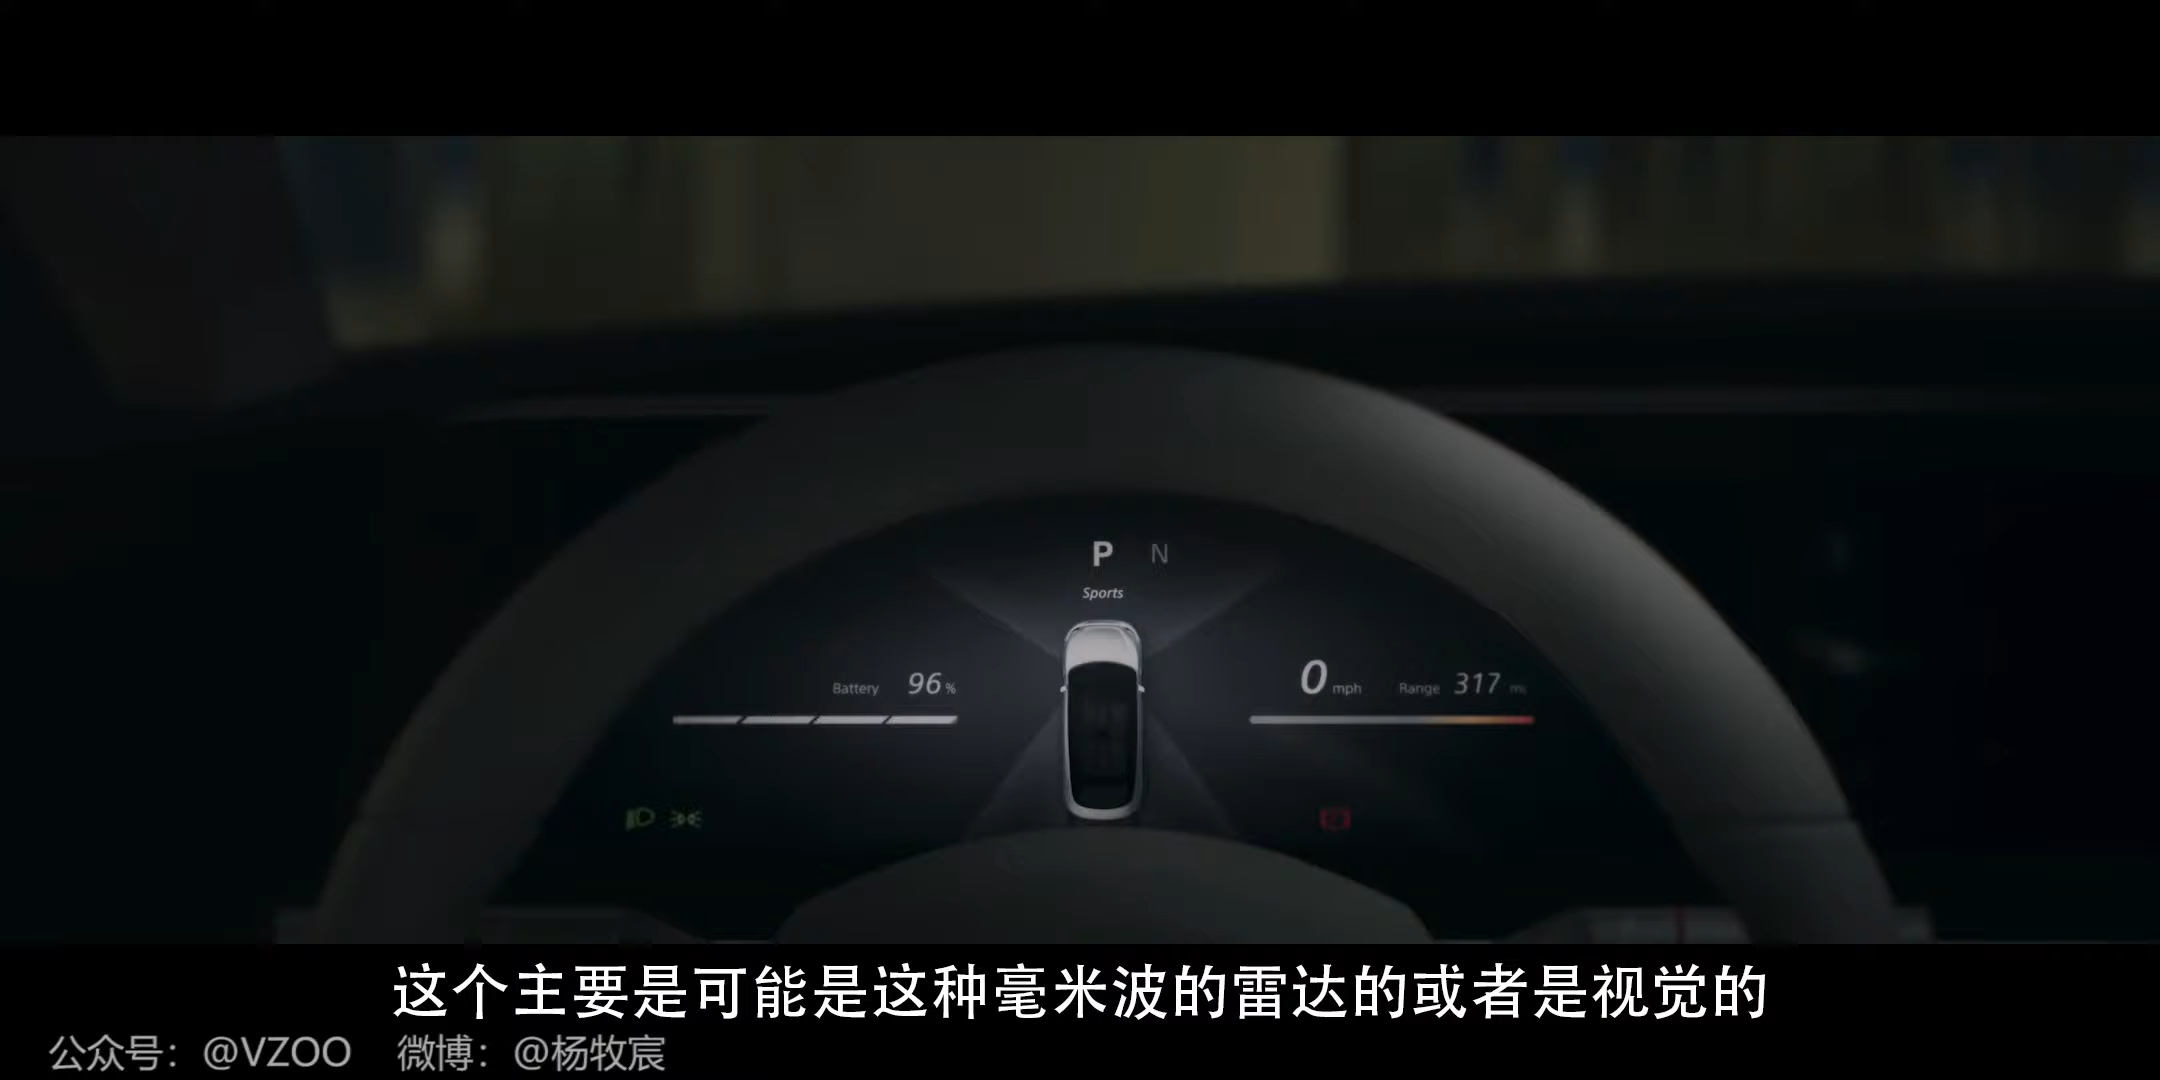 P N
Sports
Battery 96 %
0 mph Range 317 mi
这个主要是可能是这种毫米波的雷达的或者是视觉的
公众号：@VZOO 微博：@杨牧宸